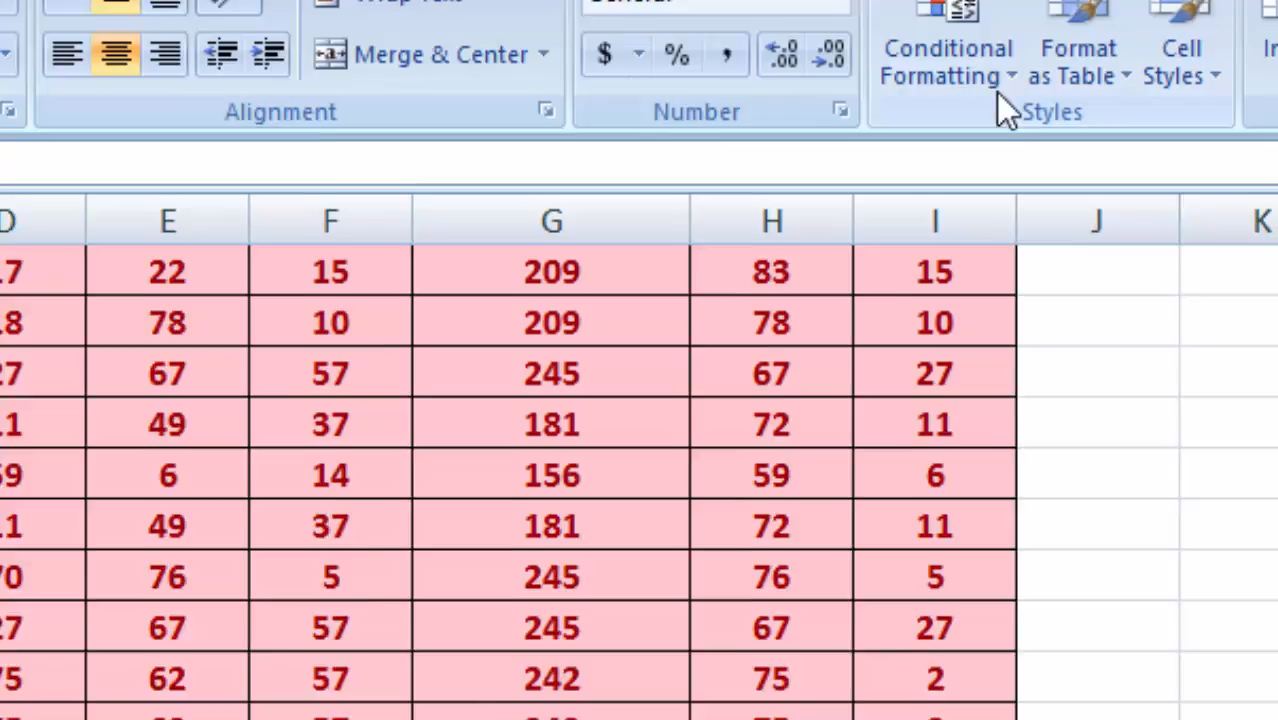 $ % ,
Conditional Format Cell
Merge & Center
Formatting as Table Styles
Alignment Number Styles
D E F G H I J K
22 15 209 83 15
78 10 209 78 10
67 57 245 67 27
49 37 181 72 11
6 14 156 59 6
49 37 181 72 11
76 5 245 76 5
67 57 245 67 27
62 57 242 75 2